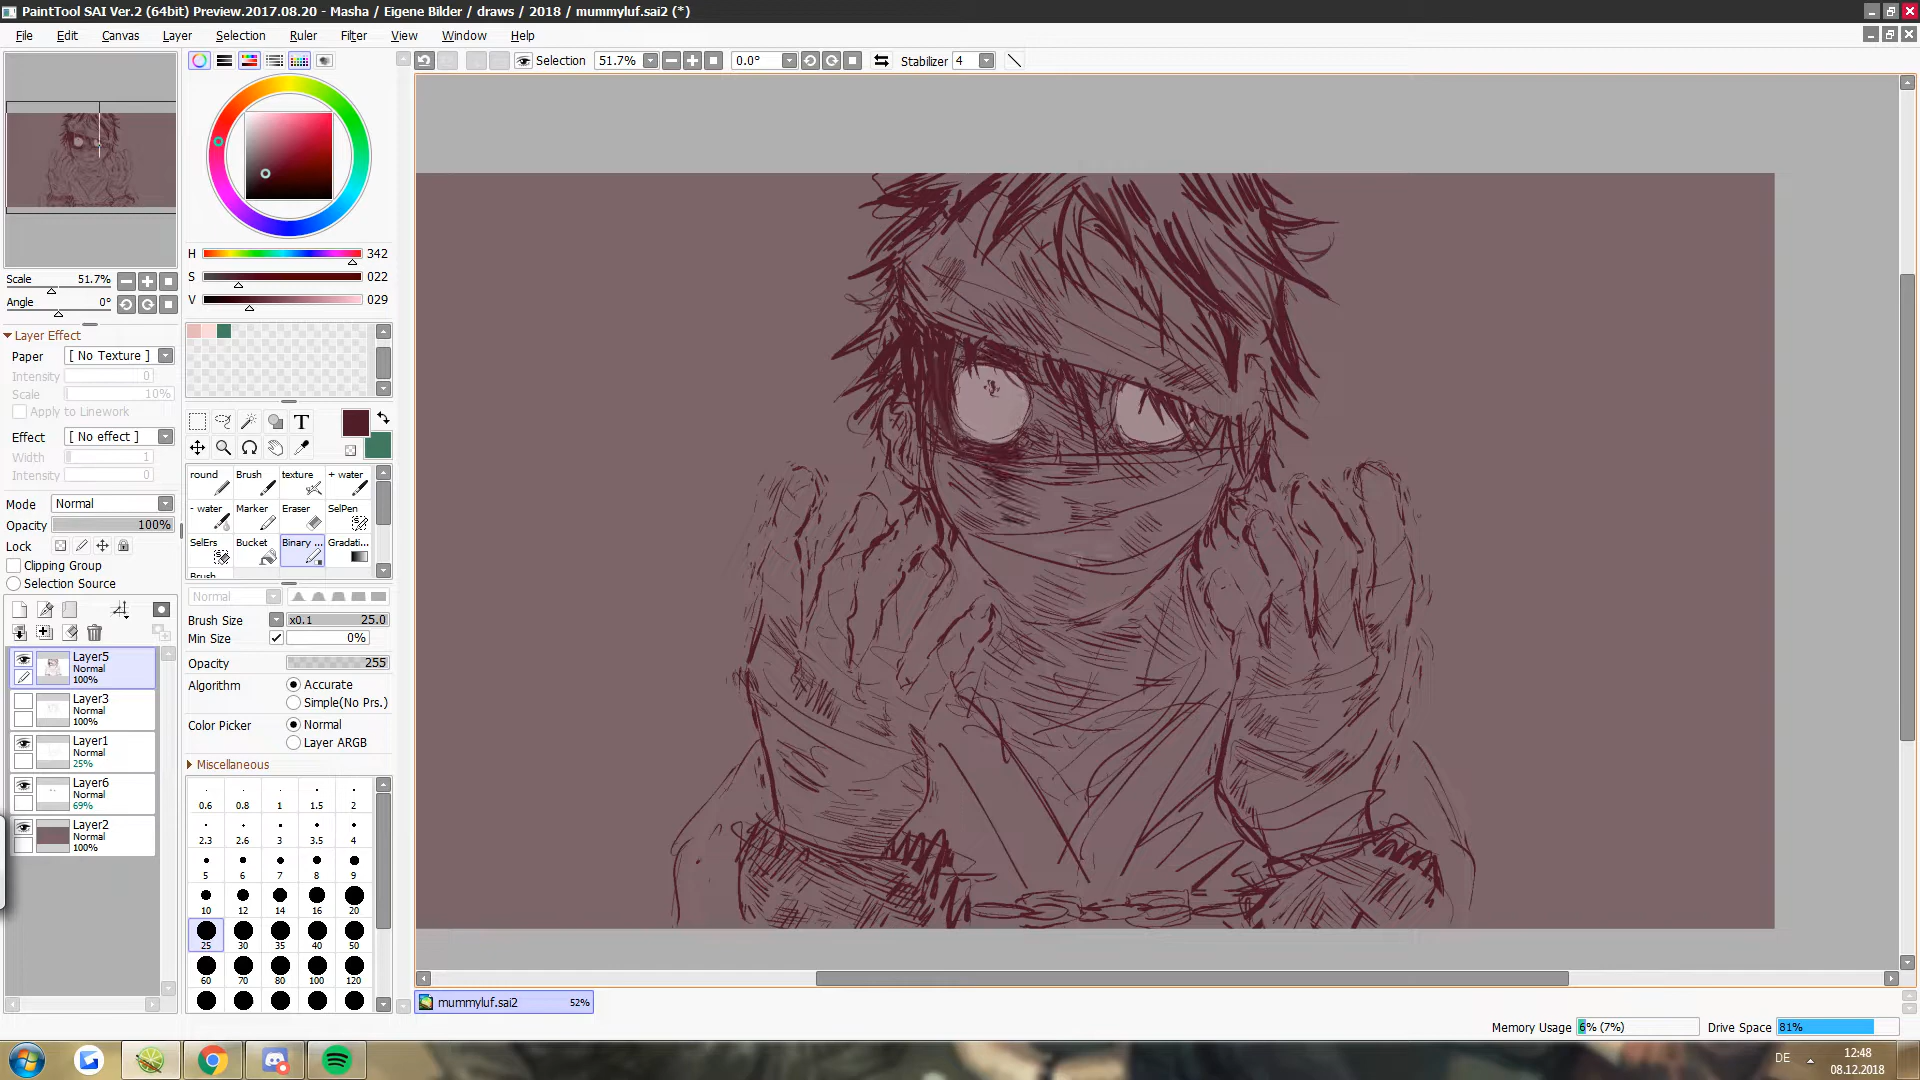 PaintTool SAI Ver.2 (64bit) Preview.2017.08.20 - Masha / Eigene Bilder / draws / 2018 / mummyluf.sai2 (*)
File Edit Canvas Layer Selection Ruler Filter View Window Help
Selection 51.7% 0.0° Stabilizer 4
H 342
S 022
V 029
Scale 51.7%
Angle 0°
Layer Effect
Paper [ No Texture ]
Intensity 0
Scale 10%
Apply to Linework
Effect [ No effect ]
Width 1
Intensity 0
Mode Normal
Opacity 100%
Lock
Clipping Group
Selection Source
Layer5
Normal
100%
Layer3
Normal
100%
Layer1
Normal
25%
Layer6
Normal
69%
Layer2
Normal
100%
T
round Brush texture + water
- water Marker Eraser SelPen
SelErs Bucket Binary ... Gradati...
Brush
Normal
Brush Size x0.1 25.0
Min Size 0%
Opacity 255
Algorithm Accurate
Simple(No Prs.)
Color Picker Normal
Layer ARGB
Miscellaneous
0.6 0.8 1 1.5 2
2.3 2.6 3 3.5 4
5 6 7 8 9
10 12 14 16 20
25 30 35 40 50
60 70 80 100 120
mummyluf.sai2 52%
Memory Usage 6% (7%) Drive Space 81%
DE 12:48
08.12.2018